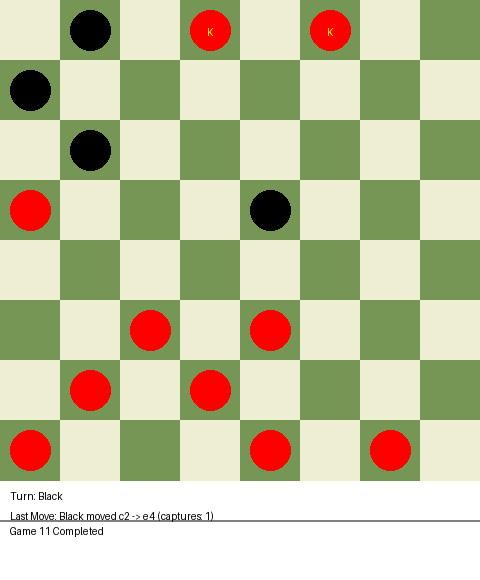 K K
Turn: Black
Last Move: Black moved c2 -> e4 (captures: 1)
Game 11 Completed